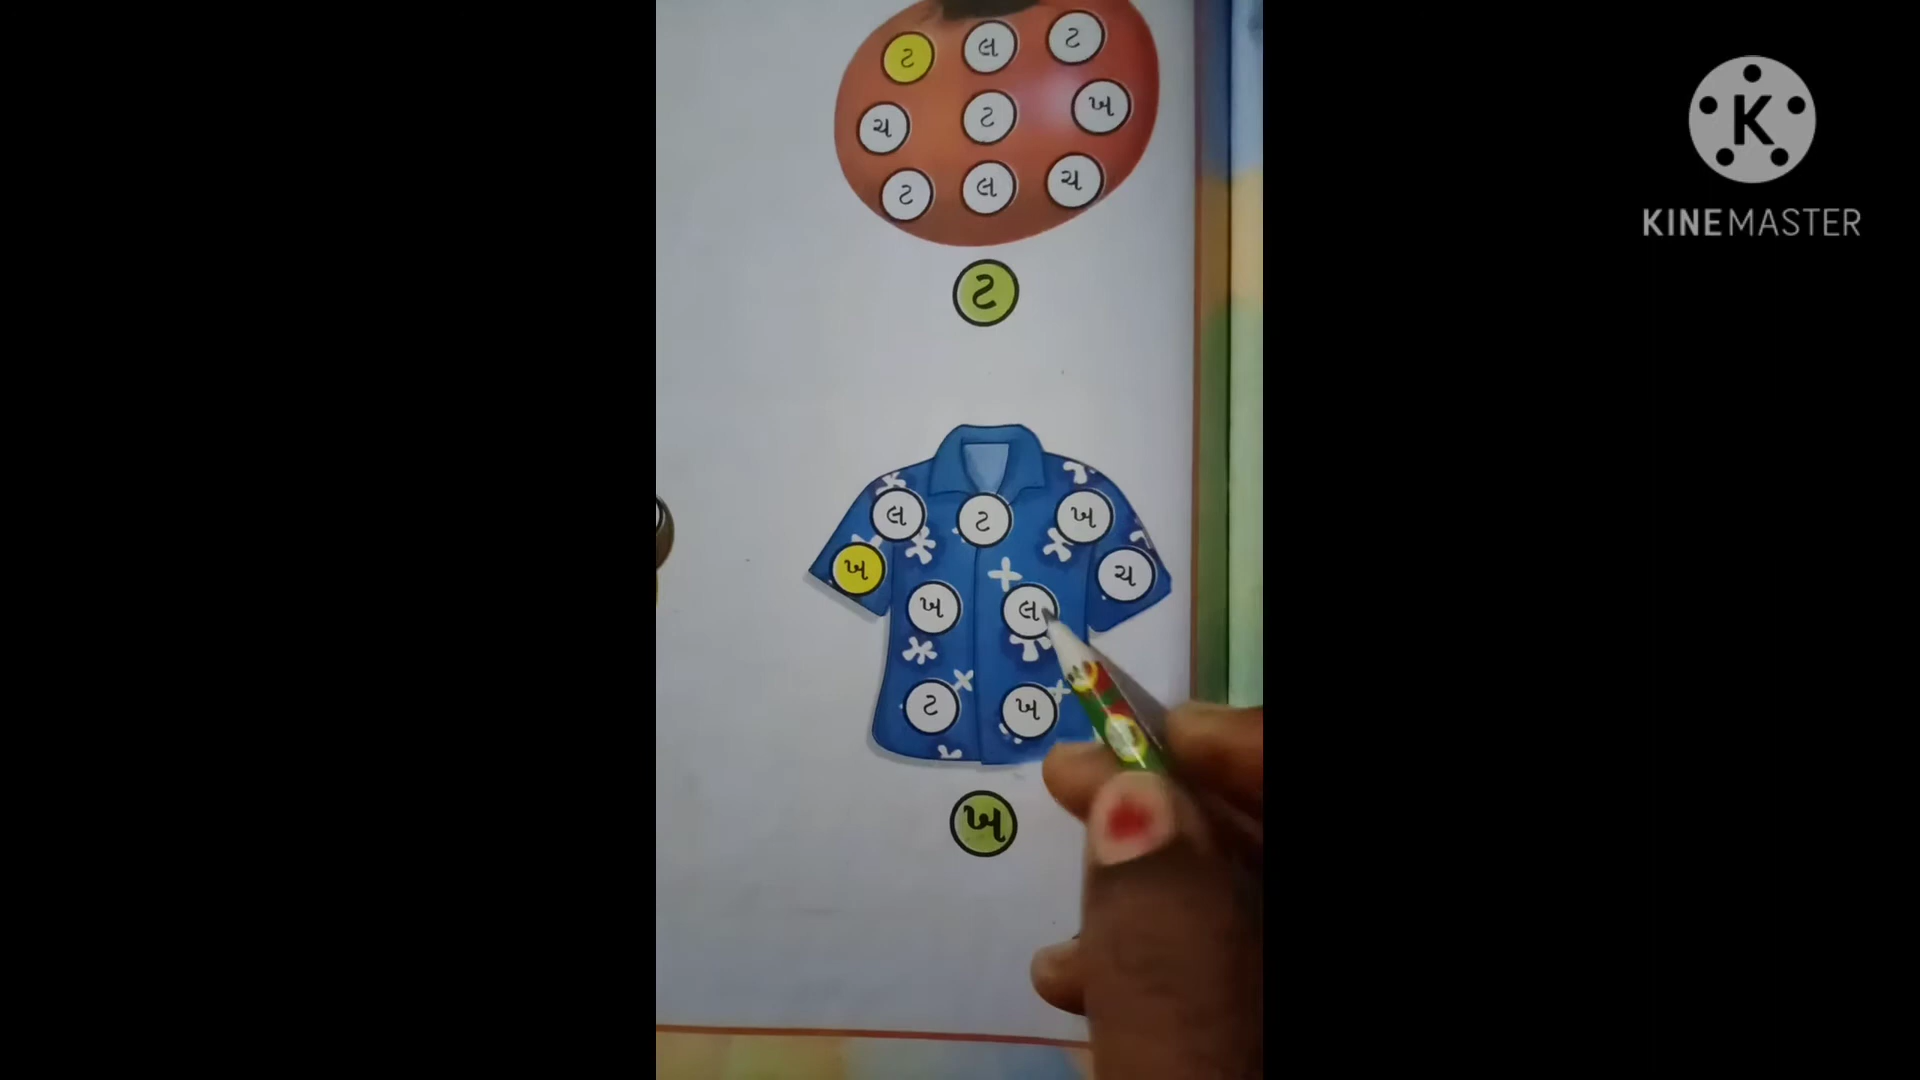 ટ લ ટ
ચ ટ ખ
ટ લ ચ
ટ
લ ટ ખ
ખ ચ
ખ લ
ટ ખ
ખ
K
KINEMASTER